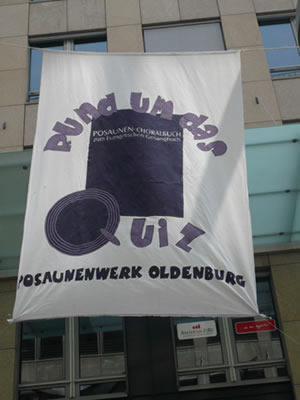 Rund um das
POSAUNEN-CHORALBUCH
zum Evangelischen Gesangbuch
Quiz
POSAUNENWERK OLDENBURG